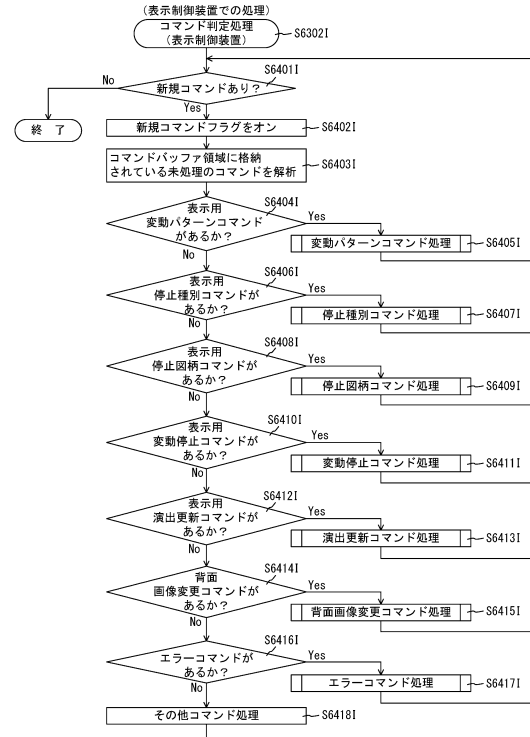 (表示制御装置での処理)
コマンド判定処理
(表示制御装置)
S6302I
S6401I
新規コマンドあり?
No
Yes
終 了
新規コマンドフラグをオン
S6402I
コマンドバッファ領域に格納
されている未処理のコマンドを解析
S6403I
S6404I
表示用
変動パターンコマンド
があるか?
Yes
No
変動パターンコマンド処理
S6405I
S6406I
表示用
停止種別コマンドが
あるか?
Yes
No
停止種別コマンド処理
S6407I
S6408I
表示用
停止図柄コマンドが
あるか?
Yes
No
停止図柄コマンド処理
S6409I
S6410I
表示用
変動停止コマンドが
あるか?
Yes
No
変動停止コマンド処理
S6411I
S6412I
表示用
演出更新コマンドが
あるか?
Yes
No
演出更新コマンド処理
S6413I
S6414I
背面
画像変更コマンドが
あるか?
Yes
No
背面画像変更コマンド処理
S6415I
S6416I
エラーコマンドが
あるか?
Yes
No
エラーコマンド処理
S6417I
その他コマンド処理
S6418I